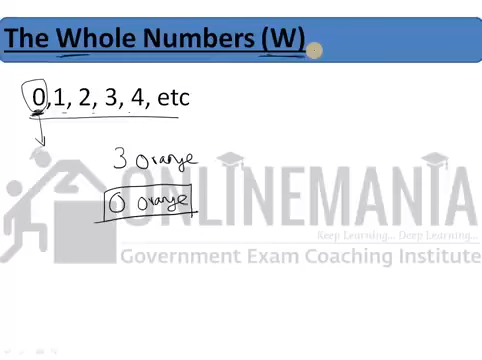 The Whole Numbers (W)
0,1, 2, 3, 4, etc
3 orange
0 orange
ONLINEMANIA
Keep Learning... Deep Learning...
Government Exam Coaching Institute